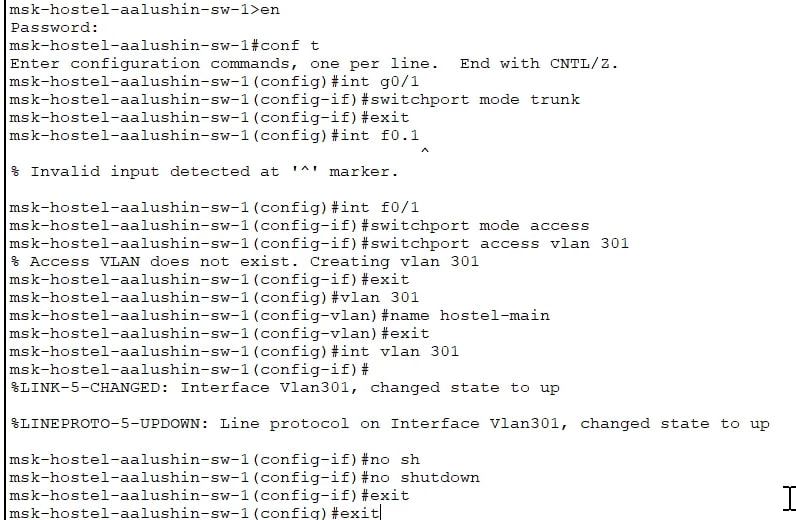 msk-hostel-aalushin-sw-1>en
Password:
msk-hostel-aalushin-sw-1#conf t
Enter configuration commands, one per line.  End with CNTL/Z.
msk-hostel-aalushin-sw-1(config)#int g0/1
msk-hostel-aalushin-sw-1(config-if)#switchport mode trunk
msk-hostel-aalushin-sw-1(config-if)#exit
msk-hostel-aalushin-sw-1(config)#int f0.1
^
% Invalid input detected at '^' marker.
msk-hostel-aalushin-sw-1(config)#int f0/1
msk-hostel-aalushin-sw-1(config-if)#switchport mode access
msk-hostel-aalushin-sw-1(config-if)#switchport access vlan 301
% Access VLAN does not exist. Creating vlan 301
msk-hostel-aalushin-sw-1(config-if)#exit
msk-hostel-aalushin-sw-1(config)#vlan 301
msk-hostel-aalushin-sw-1(config-vlan)#name hostel-main
msk-hostel-aalushin-sw-1(config-vlan)#exit
msk-hostel-aalushin-sw-1(config)#int vlan 301
msk-hostel-aalushin-sw-1(config-if)#
%LINK-5-CHANGED: Interface Vlan301, changed state to up
%LINEPROTO-5-UPDOWN: Line protocol on Interface Vlan301, changed state to up
msk-hostel-aalushin-sw-1(config-if)#no sh
msk-hostel-aalushin-sw-1(config-if)#no shutdown
msk-hostel-aalushin-sw-1(config-if)#exit
msk-hostel-aalushin-sw-1(config)#exit